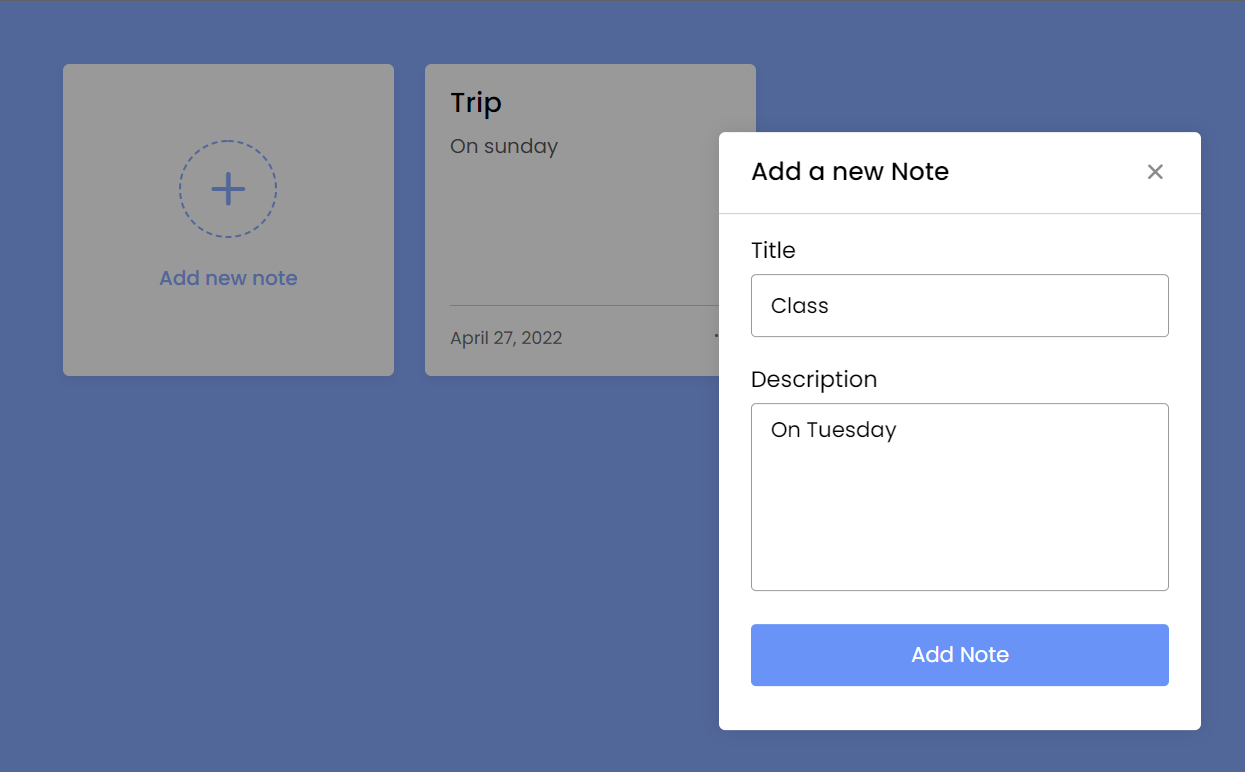 Add new note
Trip
On sunday
April 27, 2022
Add a new Note
Title
Class
Description
On Tuesday
Add Note